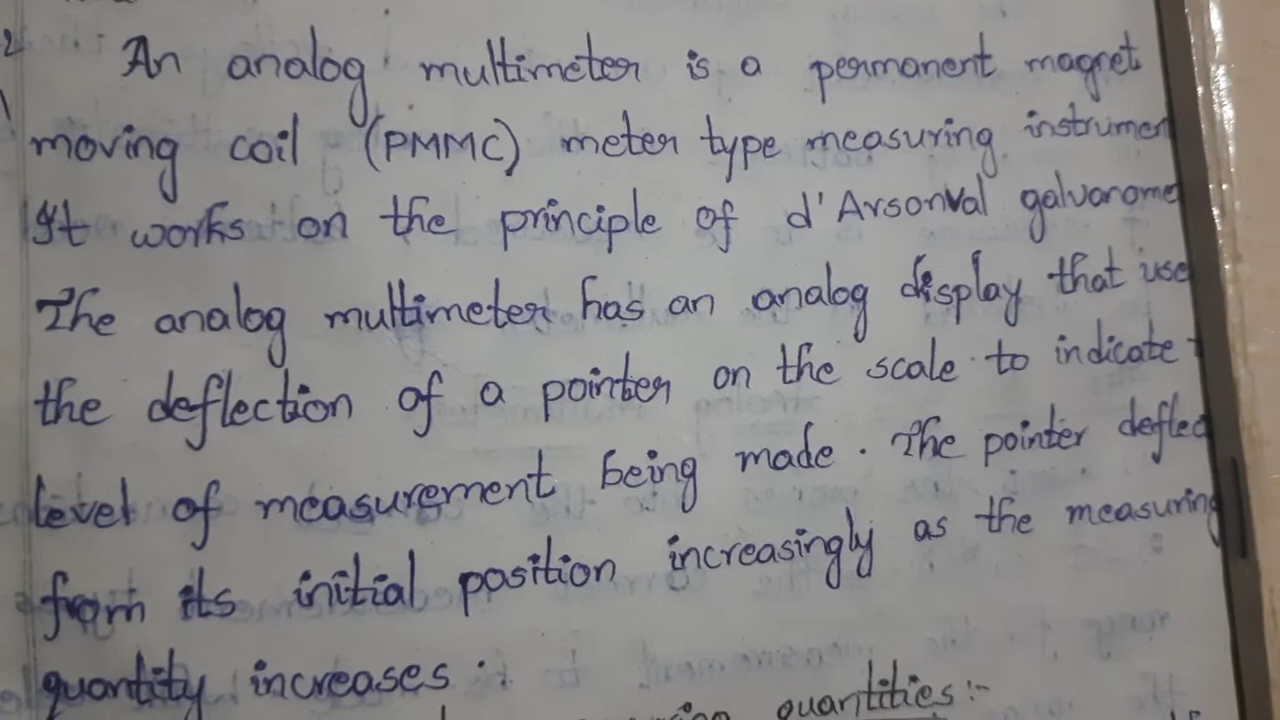 2
An analog multimeter is a permanent magnet
moving coil (PMMC) meter type measuring instrumen
It works on the principle of d'Arsonval galvanome
The analog multimeter has an analog display that use
the deflection of a pointer on the scale to indicate
level of measurement being made. The pointer deflec
from its initial position increasingly as the measuring
quantity increases.
quantities:-